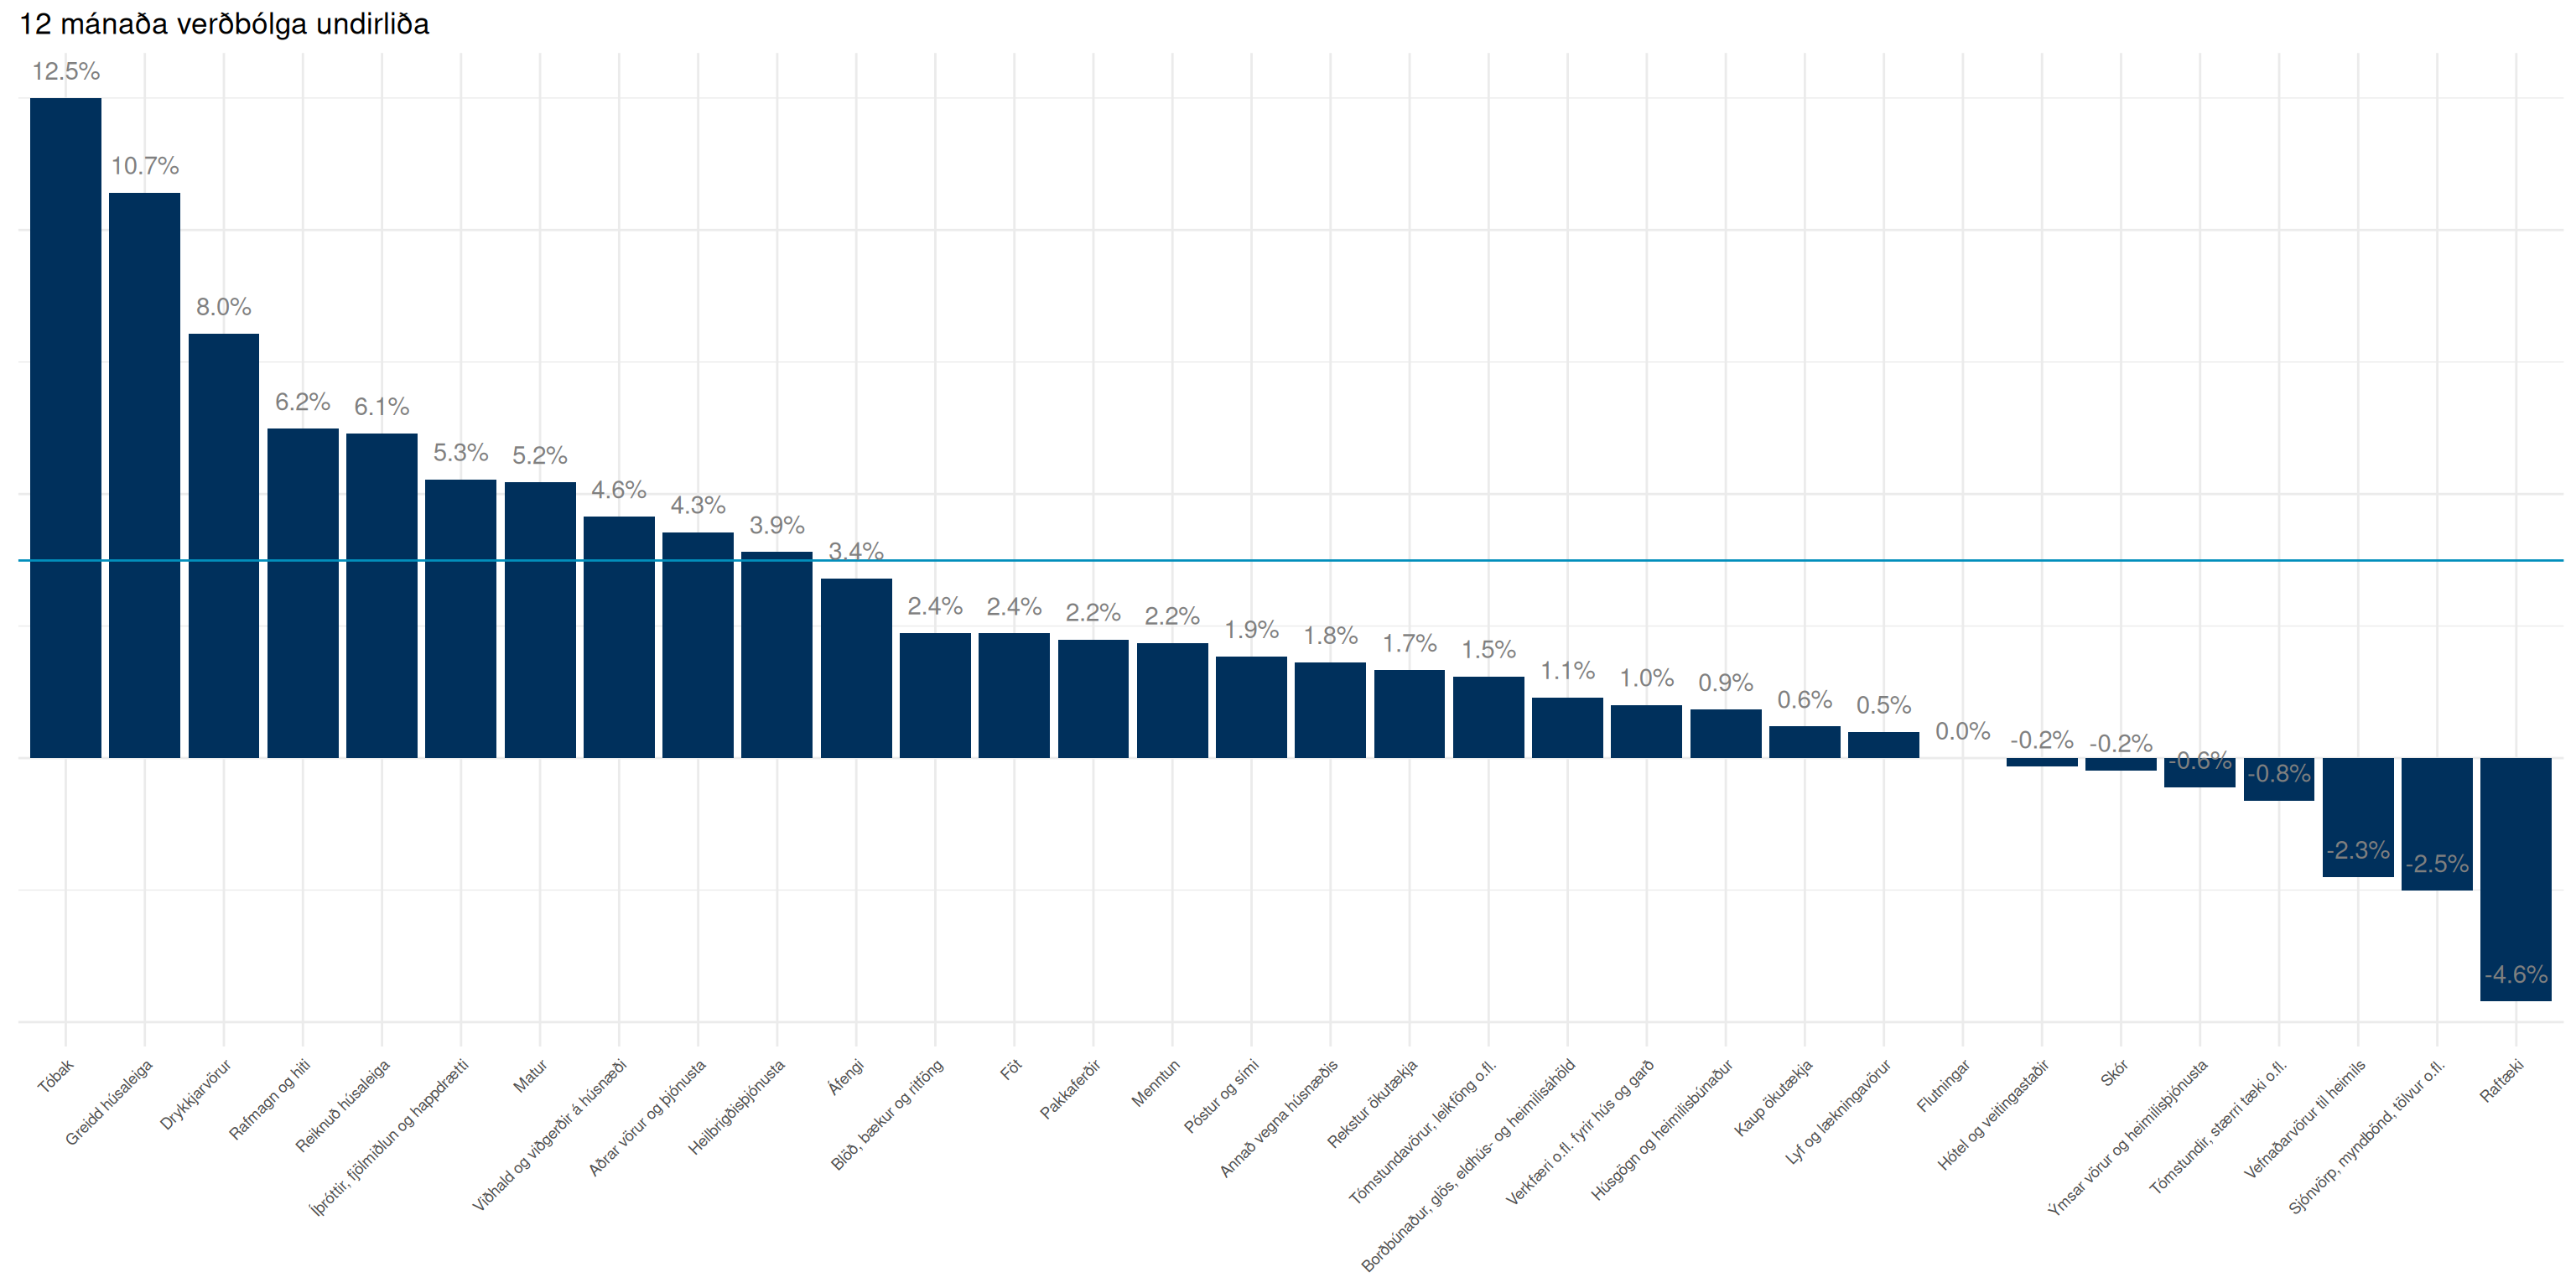 12 mánaða verðbólga undirliða
12.5%
10.7%
8.0%
6.2%
6.1%
5.3%
5.2%
4.6%
4.3%
3.9%
3.4%
2.4%
2.4%
2.2%
2.2%
1.9%
1.8%
1.7%
1.5%
1.1%
1.0%
0.9%
0.6%
0.5%
0.0%
-0.2%
-0.2%
-0.6%
-0.8%
-2.3%
-2.5%
-4.6%
Tóbak
Greidd húsaleiga
Drykkjarvörur
Rafmagn og hiti
Reiknuð húsaleiga
Íþróttir, fjölmiðlun og happdrætti
Matur
Viðhald og viðgerðir á húsnæði
Aðrar vörur og þjónusta
Heilbrigðisþjónusta
Áfengi
Blöð, bækur og ritföng
Föt
Pakkaferðir
Menntun
Póstur og sími
Annað vegna húsnæðis
Rekstur ökutækja
Tómstundavörur, leikföng o.fl.
Borðbúnaður, glös, eldhús- og heimilisáhöld
Verkfæri o.fl. fyrir hús og garð
Húsgögn og heimilisbúnaður
Kaup ökutækja
Lyf og lækningavörur
Flutningar
Hótel og veitingastaðir
Skór
Ýmsar vörur og heimilisþjónusta
Tómstundir, stærri tæki o.fl.
Vefnaðarvörur til heimils
Sjónvörp, myndbönd, tölvur o.fl.
Raftæki